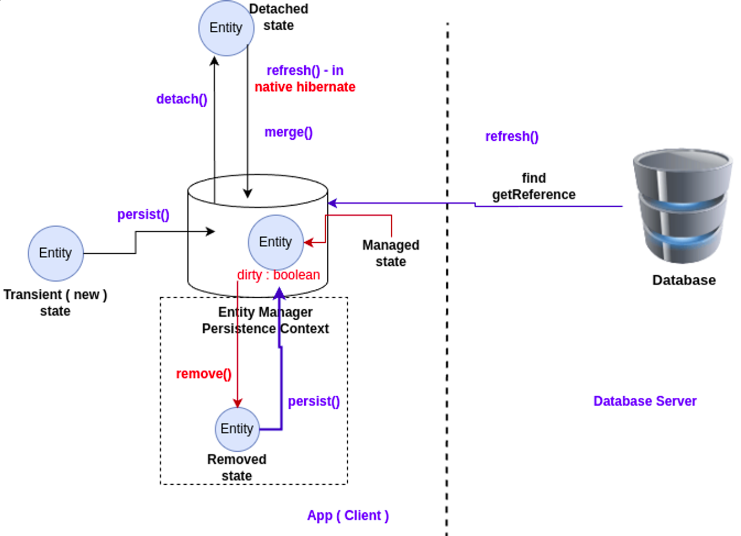 Detached
state
Entity
refresh() - in
native hibernate
detach()
merge()
refresh()
find
getReference
persist()
Entity
Entity
Managed
state
dirty : boolean
Database
Transient ( new )
state
Entity Manager
Persistence Context
remove()
persist()
Database Server
Entity
Removed
state
App ( Client )